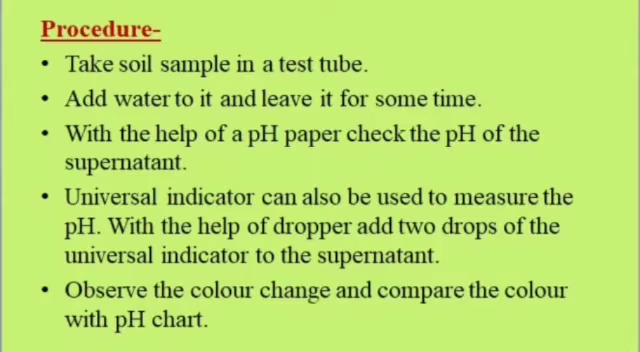 Procedure-
• Take soil sample in a test tube.
• Add water to it and leave it for some time.
• With the help of a pH paper check the pH of the
supernatant.
• Universal indicator can also be used to measure the
pH. With the help of dropper add two drops of the
universal indicator to the supernatant.
• Observe the colour change and compare the colour
with pH chart.